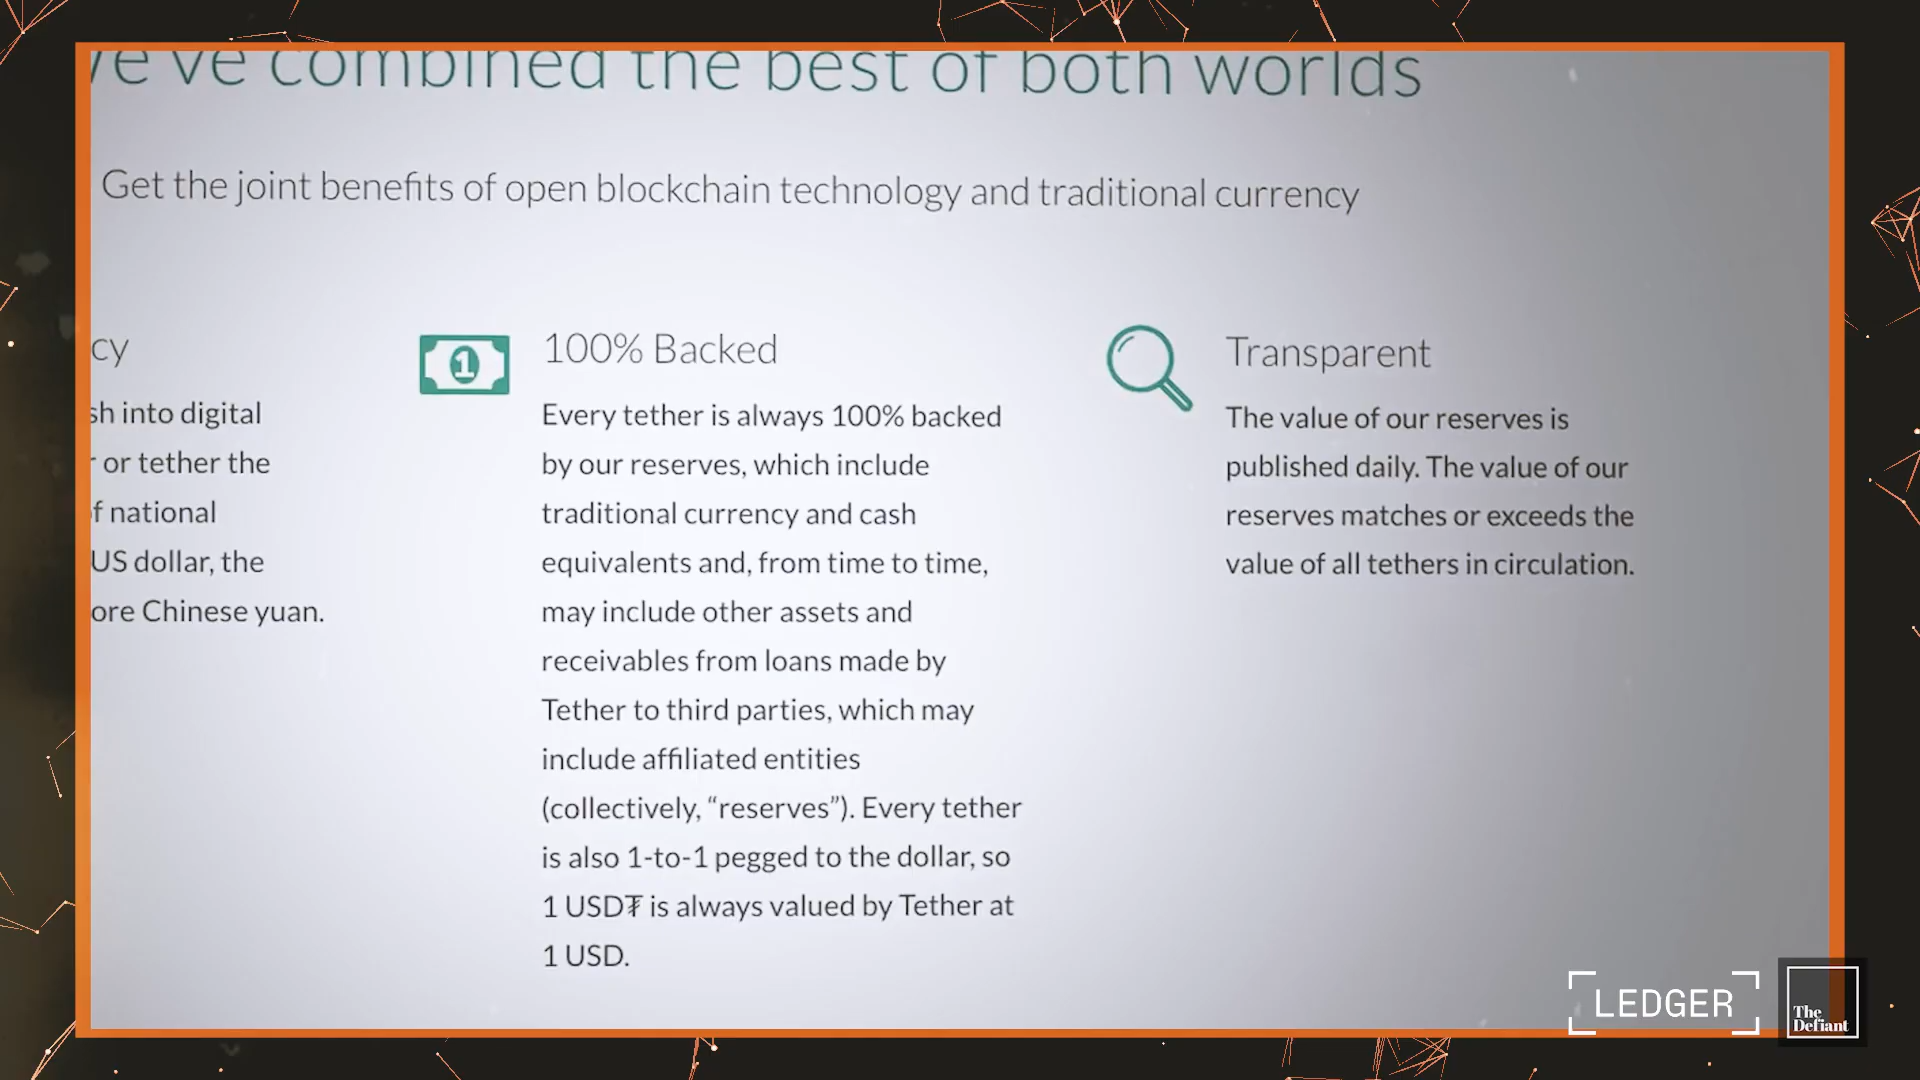 e've combined the best of both worlds
Get the joint benefits of open blockchain technology and traditional currency
cy
sh into digital
r or tether the
f national
US dollar, the
ore Chinese yuan.
100% Backed
Every tether is always 100% backed
by our reserves, which include
traditional currency and cash
equivalents and, from time to time,
may include other assets and
receivables from loans made by
Tether to third parties, which may
include affiliated entities
(collectively, “reserves”). Every tether
is also 1-to-1 pegged to the dollar, so
1 USD₮ is always valued by Tether at
1 USD.
Transparent
The value of our reserves is
published daily. The value of our
reserves matches or exceeds the
value of all tethers in circulation.
LEDGER
The
Defiant